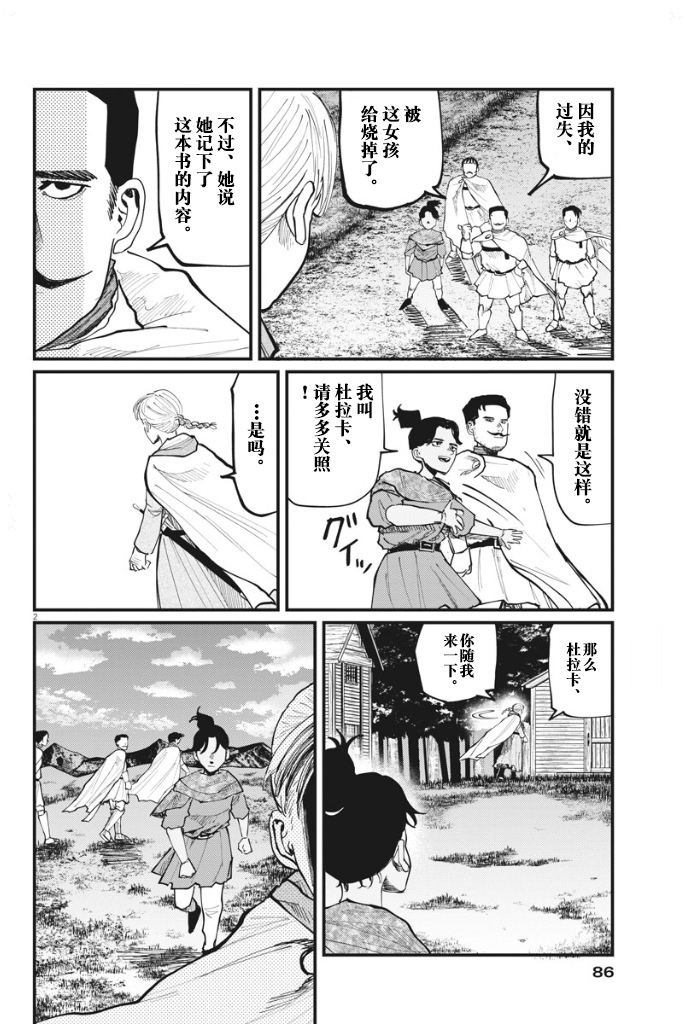 因我的
过失、
被
这女孩
给烧掉了。
不过、她说
她记下了
这本书的内容。
没错就是这样。
我叫
杜拉卡、
请多多关照
！
グイッ
…是吗。
那么
杜拉卡、
你随我
来一下。
2
86